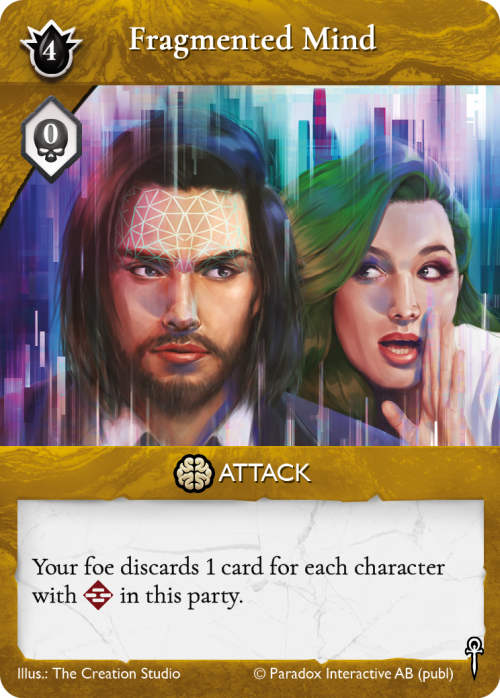 4
Fragmented Mind
0
ATTACK
Your foe discards 1 card for each character
with in this party.
Illus.: The Creation Studio
© Paradox Interactive AB (publ)